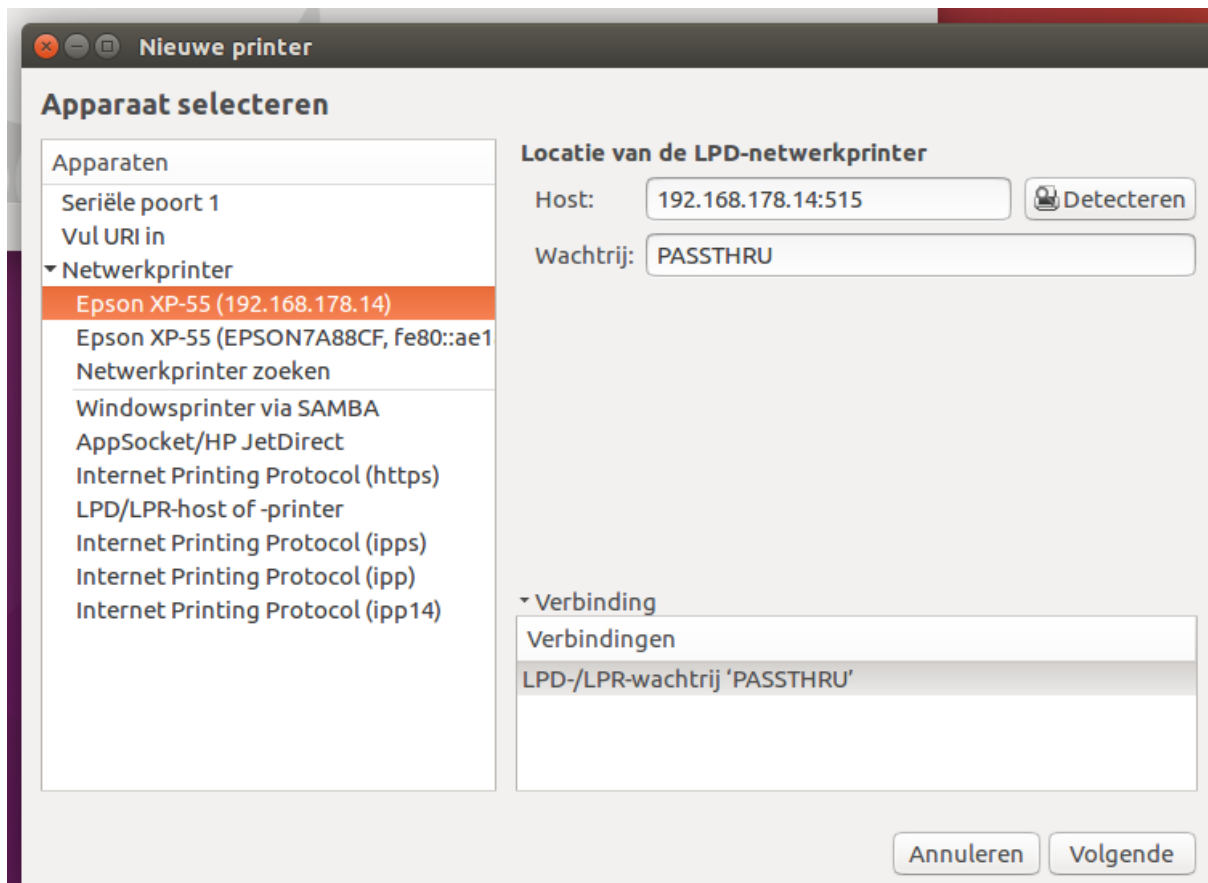 Nieuwe printer
Apparaat selecteren
Apparaten
Seriële poort 1
Vul URI in
Netwerkprinter
Epson XP-55 (192.168.178.14)
Epson XP-55 (EPSON7A88CF, fe80::ae1
Netwerkprinter zoeken
Windowsprinter via SAMBA
AppSocket/HP JetDirect
Internet Printing Protocol (https)
LPD/LPR-host of -printer
Internet Printing Protocol (ipps)
Internet Printing Protocol (ipp)
Internet Printing Protocol (ipp14)
Locatie van de LPD-netwerkprinter
Host: 192.168.178.14:515 Detecteren
Wachtrij: PASSTHRU
Verbinding
Verbindingen
LPD-/LPR-wachtrij ‘PASSTHRU’
Annuleren Volgende